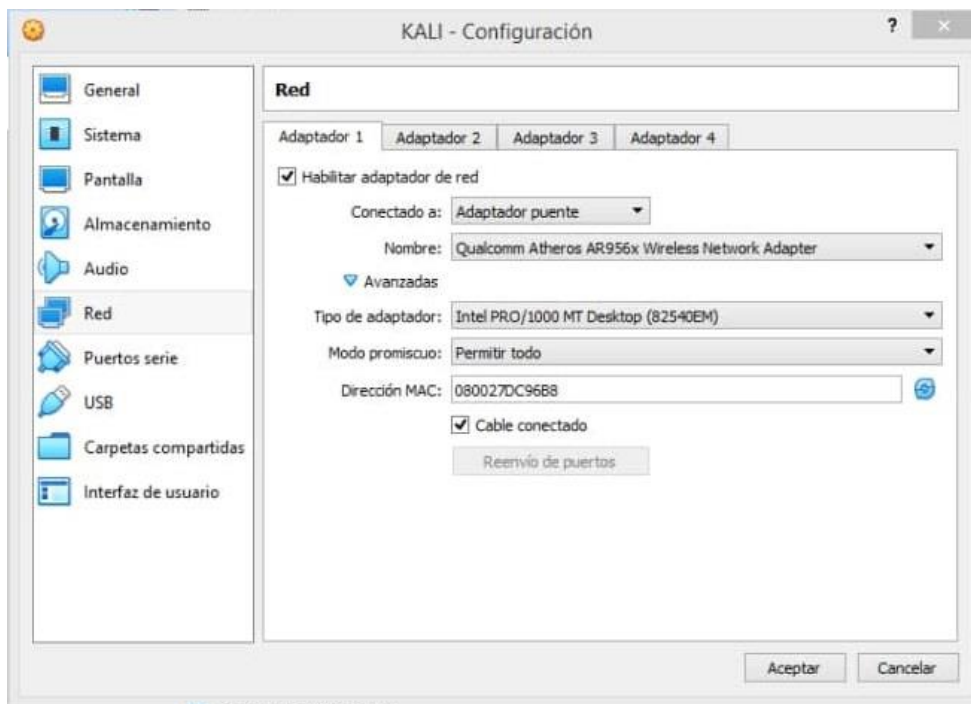 KALI - Configuración
?
General
Sistema
Pantalla
Almacenamiento
Audio
Red
Puertos serie
USB
Carpetas compartidas
Interfaz de usuario
Red
Adaptador 1
Adaptador 2
Adaptador 3
Adaptador 4
Habilitar adaptador de red
Conectado a: Adaptador puente
Nombre: Qualcomm Atheros AR956x Wireless Network Adapter
Avanzadas
Tipo de adaptador: Intel PRO/1000 MT Desktop (82540EM)
Modo promiscuo: Permitir todo
Dirección MAC: 080027DC96B8
Cable conectado
Reenvío de puertos
Aceptar
Cancelar